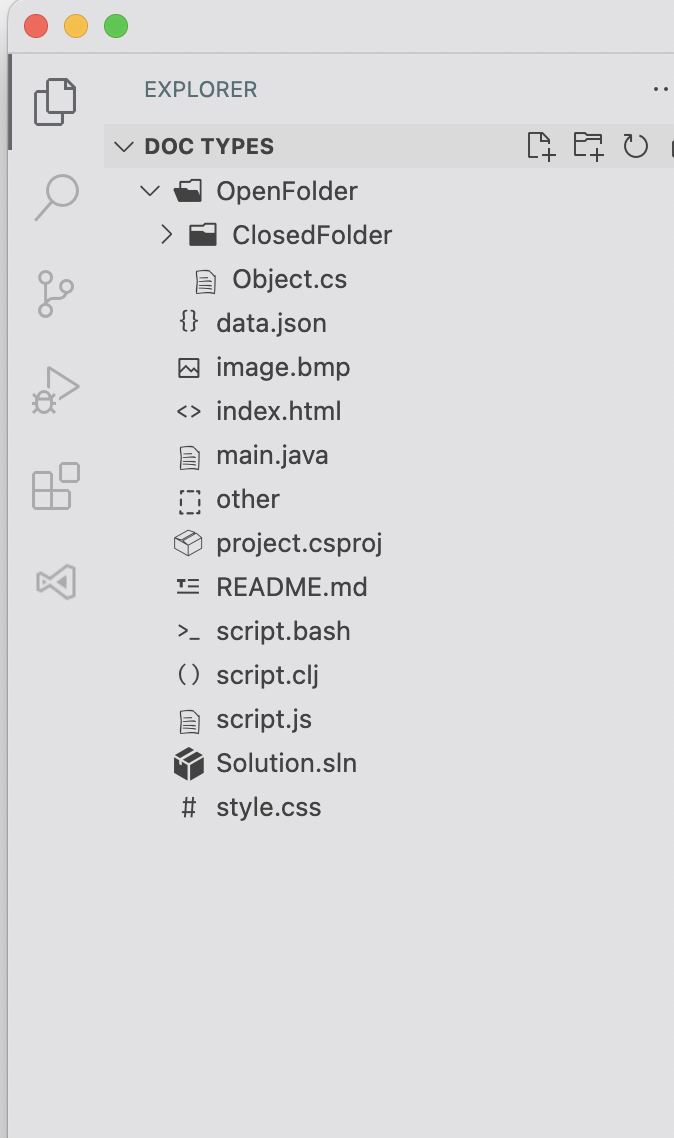 EXPLORER
DOC TYPES
OpenFolder
ClosedFolder
Object.cs
{} data.json
image.bmp
<> index.html
main.java
other
project.csproj
README.md
>_ script.bash
() script.clj
script.js
Solution.sln
# style.css